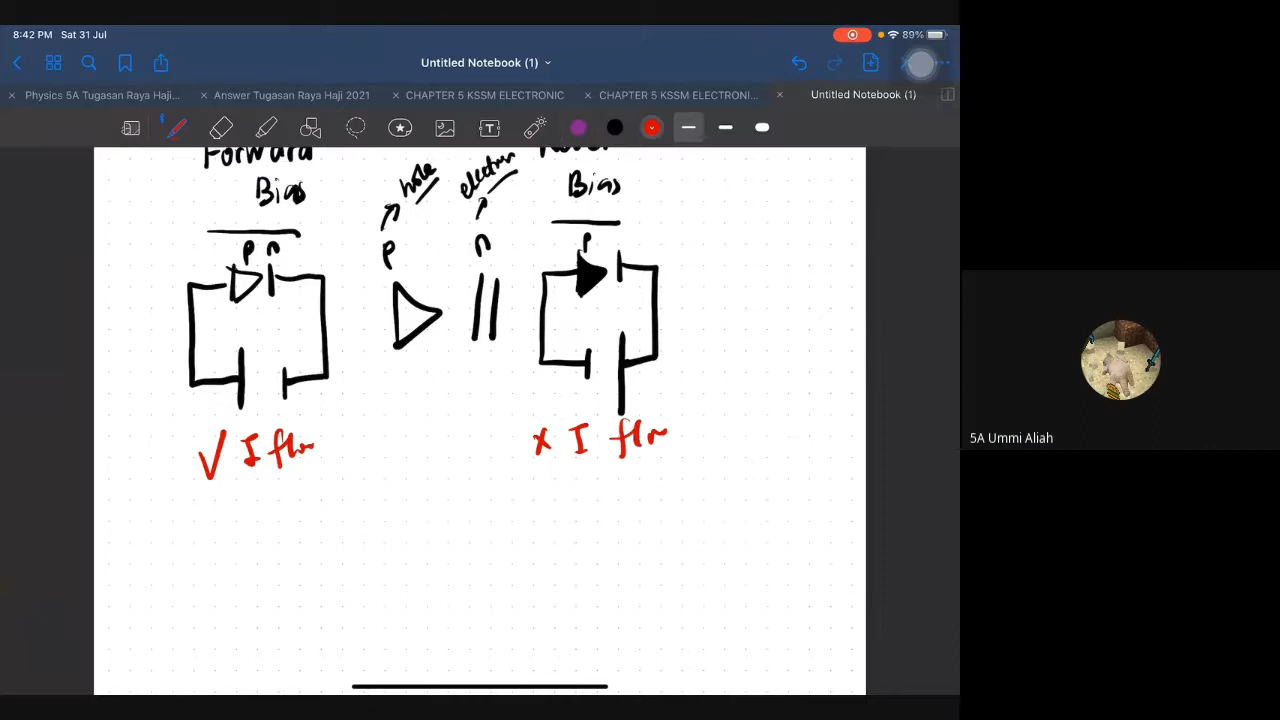 8:42 PM Sat 31 Jul
89%
Untitled Notebook (1)
Physics 5A Tugasan Raya Haji...
Answer Tugasan Raya Haji 2021
CHAPTER 5 KSSM ELECTRONIC
CHAPTER 5 KSSM ELECTRONI...
Untitled Notebook (1)
T
Forward
Bias
hole
electron
Bias
p n
p
n
p
✓ I flow
x I flow
5A Ummi Aliah